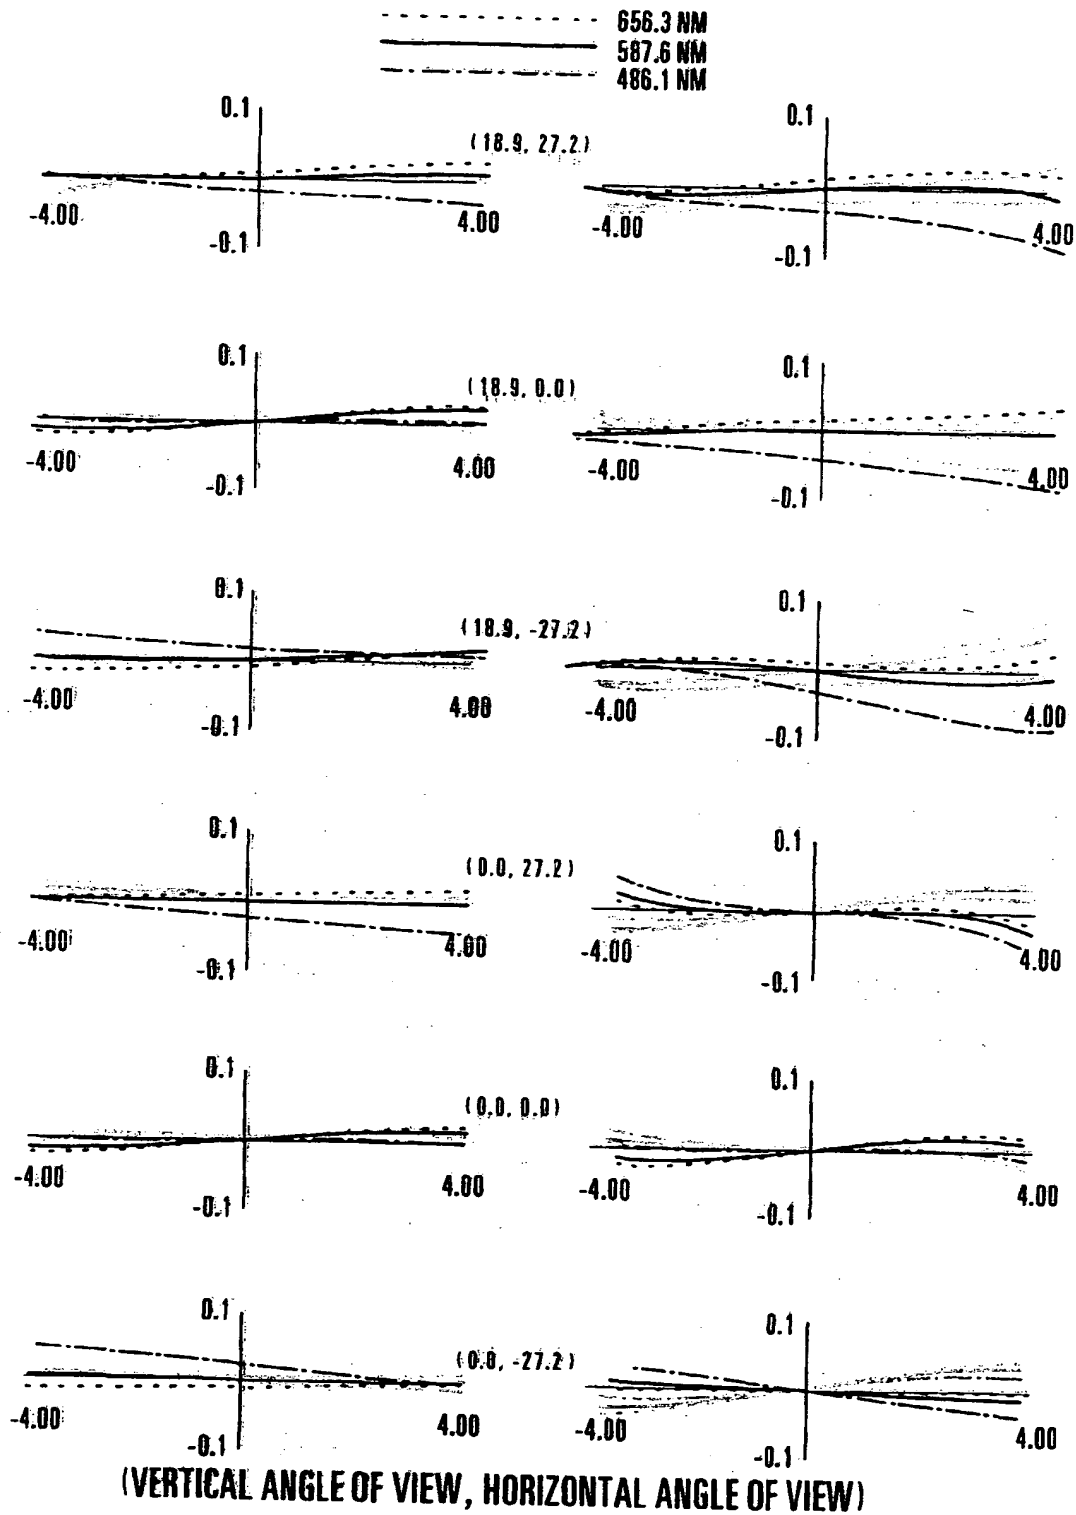 656.3 NM
587.6 NM
486.1 NM
0.1 0.1
(18.9, 27.2)
-4.00 4.00 -4.00 4.00
-0.1 -0.1
0.1 0.1
(18.9, 0.0)
-4.00 4.00 -4.00 4.00
-0.1 -0.1
0.1 0.1
(18.9, -27.2)
-4.00 4.00 -4.00 4.00
-0.1 -0.1
0.1 0.1
(0.0, 27.2)
-4.00 4.00 -4.00 4.00
-0.1 -0.1
0.1 0.1
(0.0, 0.0)
-4.00 4.00 -4.00 4.00
-0.1 -0.1
0.1 0.1
(0.0, -27.2)
-4.00 4.00 -4.00 4.00
-0.1 -0.1
(VERTICAL ANGLE OF VIEW, HORIZONTAL ANGLE OF VIEW)